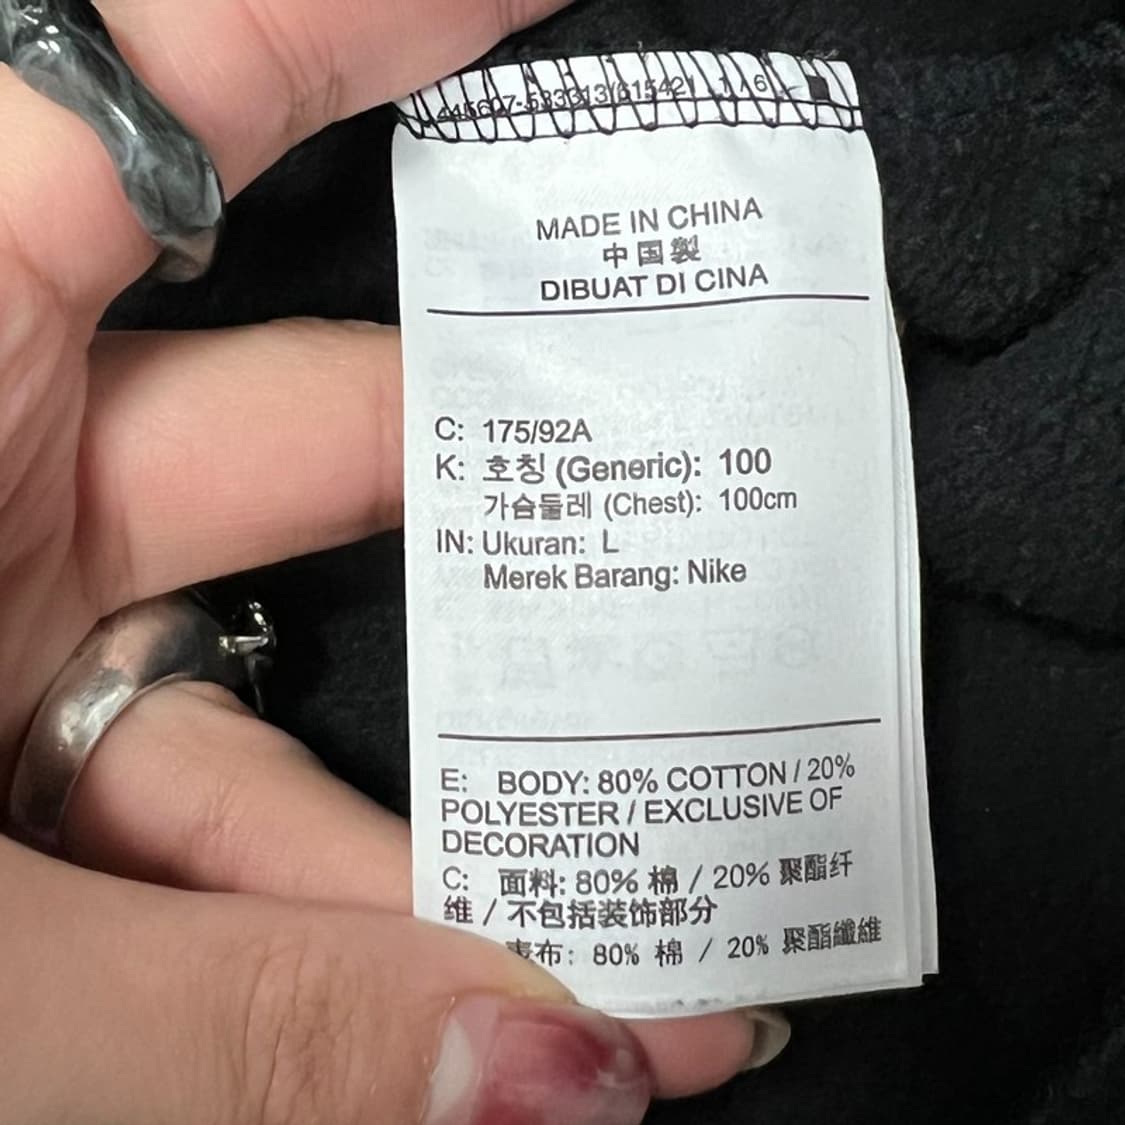 MADE IN CHINA
中国製
DIBUAT DI CINA
C: 175/92A
K: 호칭 (Generic): 100
가슴둘레 (Chest): 100cm
IN: Ukuran: L
Merek Barang: Nike
E: BODY: 80% COTTON / 20%
POLYESTER / EXCLUSIVE OF
DECORATION
C: 面料: 80% 棉 / 20% 聚酯纤
维 / 不包括装饰部分
表布: 80% 棉 / 20% 聚酯纖維